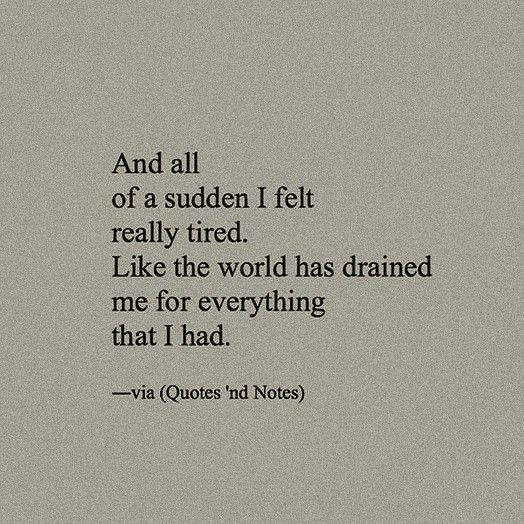 And all
of a sudden I felt
really tired.
Like the world has drained
me for everything
that I had.
—via (Quotes 'nd Notes)